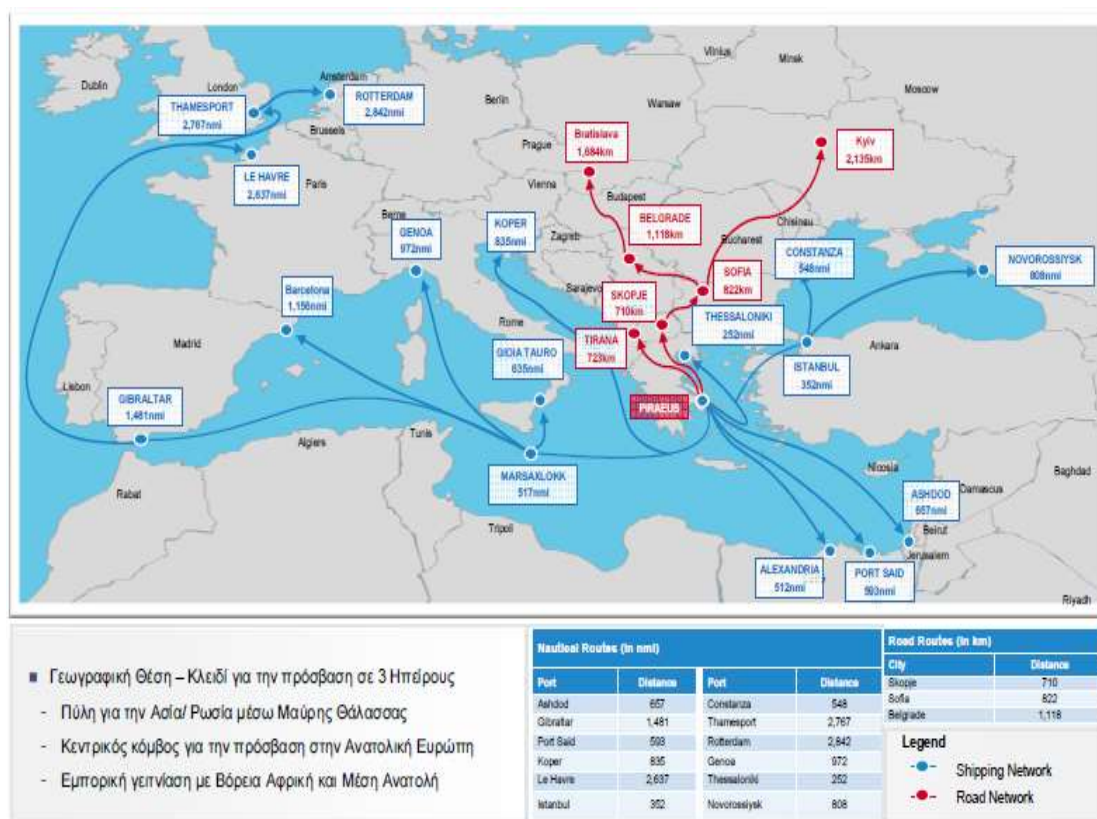 Dublin
London
Amsterdam
Berlin
Vilnius
Minsk
Moscow
Warsaw
THAMESPORT
2,767nmi
ROTTERDAM
2,842nmi
Brussels
Prague
Bratislava
1,684km
Kyiv
2,135km
LE HAVRE
2,637nmi
Paris
Vienna
Budapest
Chisinau
Berne
GENOA
972nmi
KOPER
835nmi
Zagreb
BELGRADE
1,118km
Bucharest
CONSTANZA
548nmi
NOVOROSSIYSK
808nmi
Barcelona
1,156nmi
Sarajevo
SKOPJE
710km
SOFIA
822km
Madrid
Rome
THESSALONIKI
252nmi
GIOIA TAURO
635nmi
TIRANA
723km
ISTANBUL
352nmi
Ankara
Lisbon
GIBRALTAR
1,481nmi
PIRAEUS
Algiers
Tunis
MARSAXLOKK
517nmi
Nicosia
Baghdad
Damascus
ASHDOD
657nmi
Rabat
Tripoli
Beirut
Jerusalem
ALEXANDRIA
512nmi
PORT SAID
593nmi
Riyadh
■ Γεωγραφική Θέση – Κλειδί για την πρόσβαση σε 3 Ηπείρους
- Πύλη για την Ασία/ Ρωσία μέσω Μαύρης Θάλασσας
- Κεντρικός κόμβος για την πρόσβαση στην Ανατολική Ευρώπη
- Εμπορική γειτνίαση με Βόρεια Αφρική και Μέση Ανατολή
Nautical Routes (in nmi)
Port Distance Port Distance
Ashdod 657 Constanza 548
Gibraltar 1,481 Thamesport 2,767
Port Said 593 Rotterdam 2,842
Koper 835 Genoa 972
Le Havre 2,637 Thessaloniki 252
Istanbul 352 Novorossiysk 808
Road Routes (in km)
City Distance
Skopje 710
Sofia 822
Belgrade 1,118
Legend
Shipping Network
Road Network